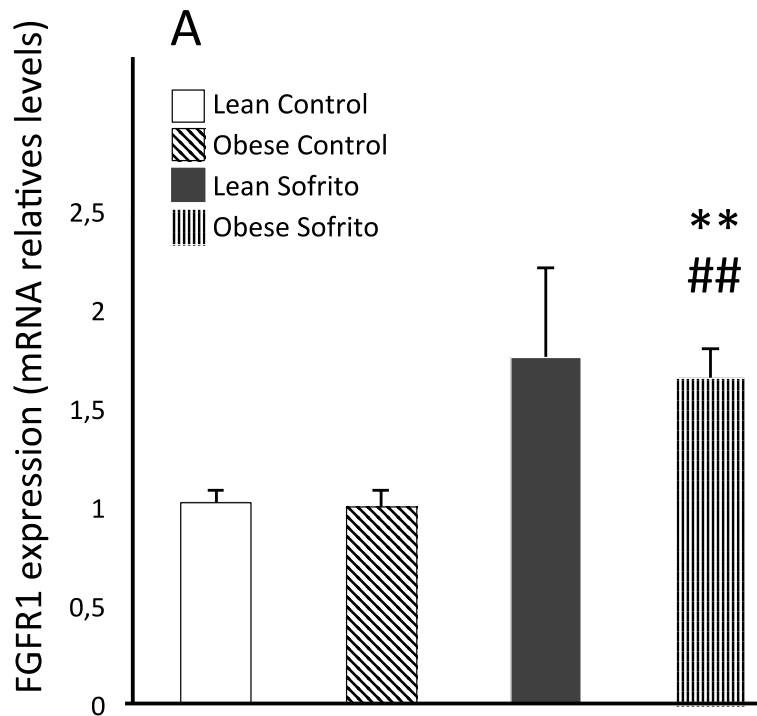 A
FGFR1 expression (mRNA relatives levels)
Lean Control
Obese Control
Lean Sofrito
Obese Sofrito
2,5
2
1,5
1
0,5
0
**
##